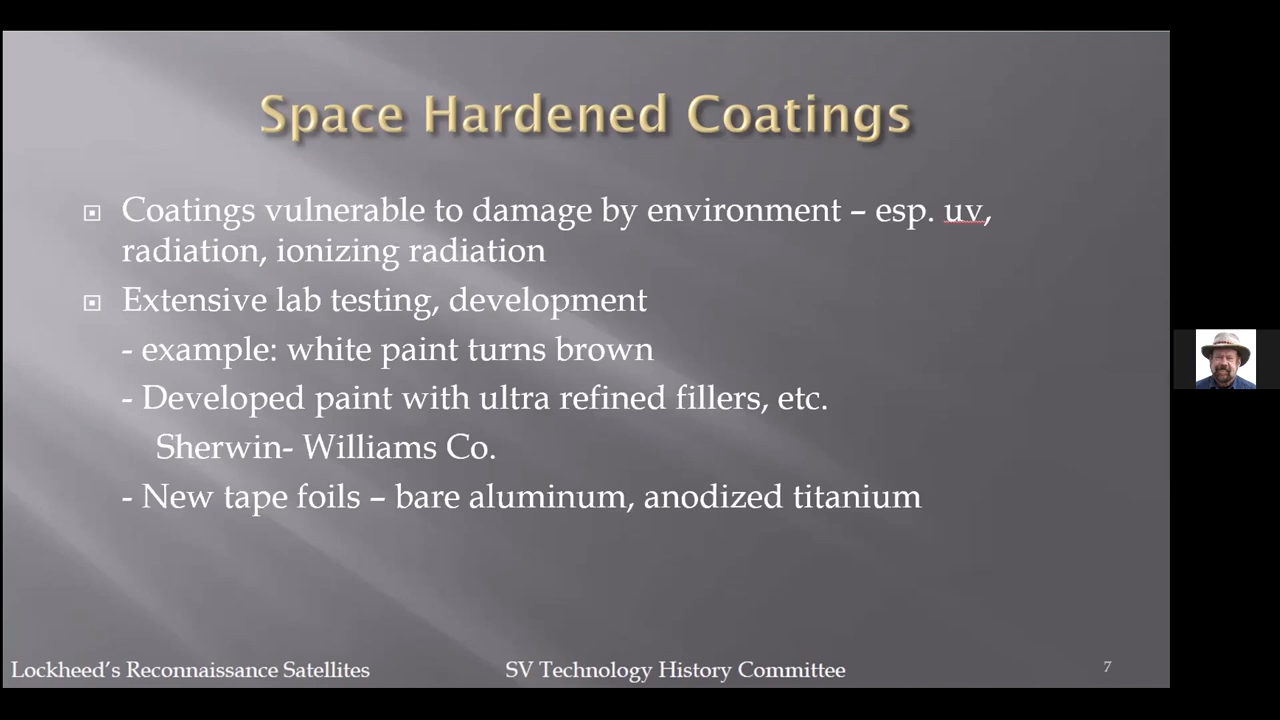 Space Hardened Coatings
Coatings vulnerable to damage by environment – esp. uv,
radiation, ionizing radiation
Extensive lab testing, development
- example: white paint turns brown
- Developed paint with ultra refined fillers, etc.
Sherwin- Williams Co.
- New tape foils – bare aluminum, anodized titanium
Lockheed's Reconnaissance Satellites
SV Technology History Committee
7